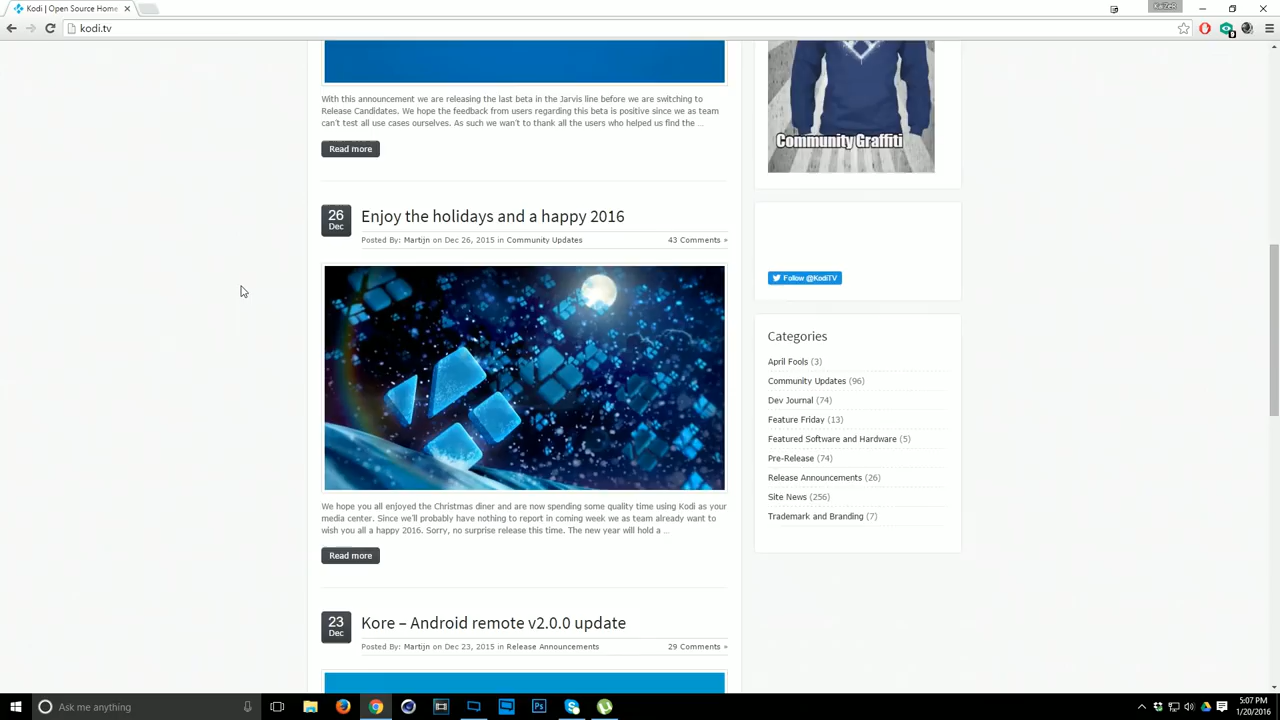 Kodi | Open Source Home
KaiZeR
kodi.tv
With this announcement we are releasing the last beta in the Jarvis line before we are switching to
Release Candidates. We hope the feedback from users regarding this beta is positive since we as team
can't test all use cases ourselves. As such we wan't to thank all the users who helped us find the ...
Read more
26
Dec
Enjoy the holidays and a happy 2016
Posted By: Martijn on Dec 26, 2015 in Community Updates
43 Comments »
We hope you all enjoyed the Christmas diner and are now spending some quality time using Kodi as your
media center. Since we'll probably have nothing to report in coming week we as team already want to
wish you all a happy 2016. Sorry, no surprise release this time. The new year will hold a ...
Read more
23
Dec
Kore – Android remote v2.0.0 update
Posted By: Martijn on Dec 23, 2015 in Release Announcements
29 Comments »
Community Graffiti
Follow @KodiTV
Categories
April Fools (3)
Community Updates (96)
Dev Journal (74)
Feature Friday (13)
Featured Software and Hardware (5)
Pre-Release (74)
Release Announcements (26)
Site News (256)
Trademark and Branding (7)
Ask me anything
Ps
5:07 PM
1/20/2016